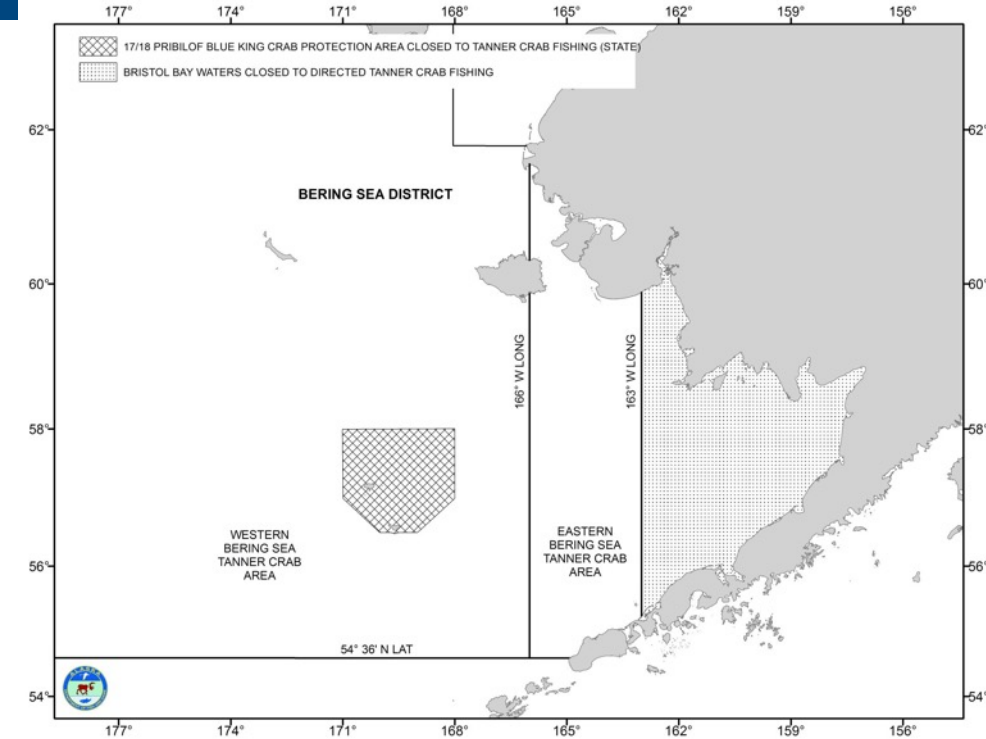 177° 174° 171° 168° 165° 162° 159° 156°
17/18 PRIBILOF BLUE KING CRAB PROTECTION AREA CLOSED TO TANNER CRAB FISHING (STATE)
BRISTOL BAY WATERS CLOSED TO DIRECTED TANNER CRAB FISHING
62° 62°
BERING SEA DISTRICT
60° 60°
166° W LONG
163° W LONG
58° 58°
WESTERN
BERING SEA
TANNER CRAB
AREA
EASTERN
BERING SEA
TANNER CRAB
AREA
56° 56°
54° 36' N LAT
ALASKA
54° 54°
177° 174° 171° 168° 165° 162° 159° 156°